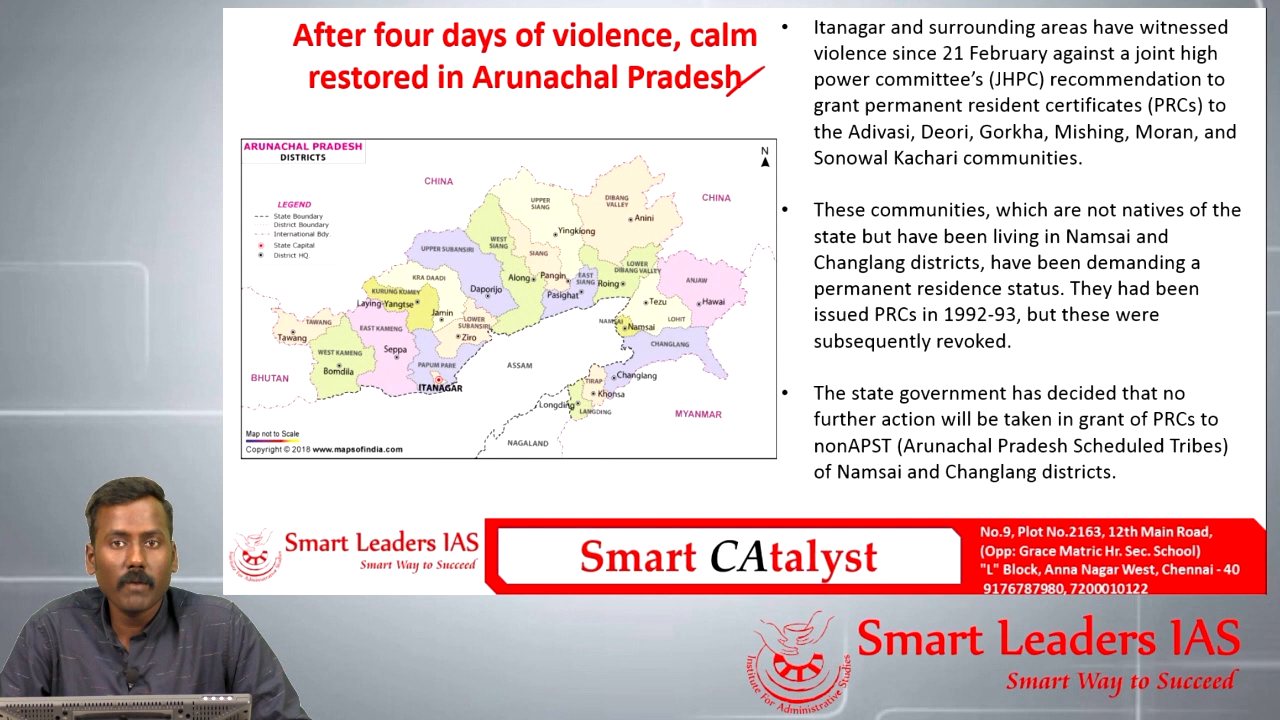 After four days of violence, calm
restored in Arunachal Pradesh
ARUNACHAL PRADESH
DISTRICTS
N
CHINA
CHINA
LEGEND
State Boundary
District Boundary
International Bdy.
State Capital
District HQ.
UPPER
SIANG
DIBANG
VALLEY
Anini
Yingkiong
WEST
SIANG
UPPER SUBANSIRI
SIANG
LOWER
DIBANG VALLEY
KRA DAADI
Along
Pangin
EAST
SIANG
Roing
ANJAW
KURUNG KUMEY
Daporijo
Pasighat
Laying-Yangtse
Tezu
Hawai
Jamin
TAWANG
EAST KAMENG
LOWER
SUBANSIRI
NAMSAI
Namsai
LOHIT
Tawang
Ziro
WEST KAMENG
Seppa
CHANGLANG
Bomdila
PAPUM PARE
ASSAM
BHUTAN
ITANAGAR
TIRAP
Changlang
Khonsa
Longding
LANGDING
MYANMAR
NAGALAND
Map not to Scale
Copyright © 2018 www.mapsofindia.com
• Itanagar and surrounding areas have witnessed
violence since 21 February against a joint high
power committee's (JHPC) recommendation to
grant permanent resident certificates (PRCs) to
the Adivasi, Deori, Gorkha, Mishing, Moran, and
Sonowal Kachari communities.
• These communities, which are not natives of the
state but have been living in Namsai and
Changlang districts, have been demanding a
permanent residence status. They had been
issued PRCs in 1992-93, but these were
subsequently revoked.
• The state government has decided that no
further action will be taken in grant of PRCs to
nonAPST (Arunachal Pradesh Scheduled Tribes)
of Namsai and Changlang districts.
Smart Leaders IAS
Smart Way to Succeed
Smart CAtalyst
No.9, Plot No.2163, 12th Main Road,
(Opp: Grace Matric Hr. Sec. School)
"L" Block, Anna Nagar West, Chennai - 40
9176787980, 7200010122
Institute For Administrative Studies
Smart Leaders IAS
Smart Way to Succeed